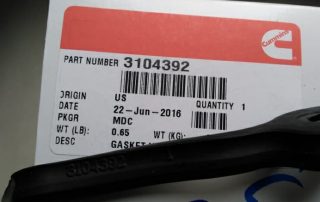 Cummins
PART NUMBER 3104392
ORIGIN US
DATE 22-Jun-2016 QUANTITY 1
PKGR MDC
WT (LB): 0.65 WT (KG):
DESC GASKET
3104392